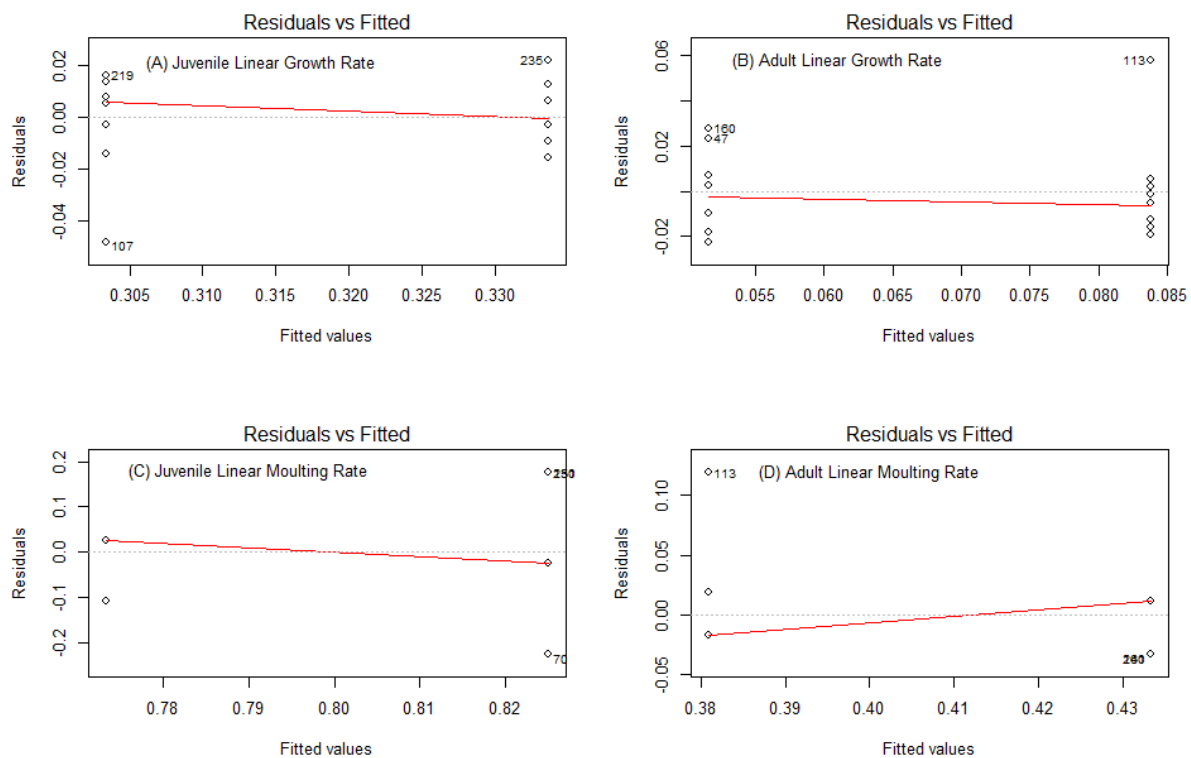 Residuals vs Fitted
(A) Juvenile Linear Growth Rate
Residuals
0.02
0.00
-0.02
-0.04
219
235
107
0.305 0.310 0.315 0.320 0.325 0.330
Fitted values
Residuals vs Fitted
(B) Adult Linear Growth Rate
Residuals
0.06
0.02
-0.02
113
47
0.055 0.060 0.065 0.070 0.075 0.080 0.085
Fitted values
Residuals vs Fitted
(C) Juvenile Linear Moulting Rate
Residuals
0.2
0.1
0.0
-0.1
-0.2
70
0.78 0.79 0.80 0.81 0.82
Fitted values
Residuals vs Fitted
(D) Adult Linear Moulting Rate
Residuals
0.10
0.05
0.00
-0.05
113
0.38 0.39 0.40 0.41 0.42 0.43
Fitted values